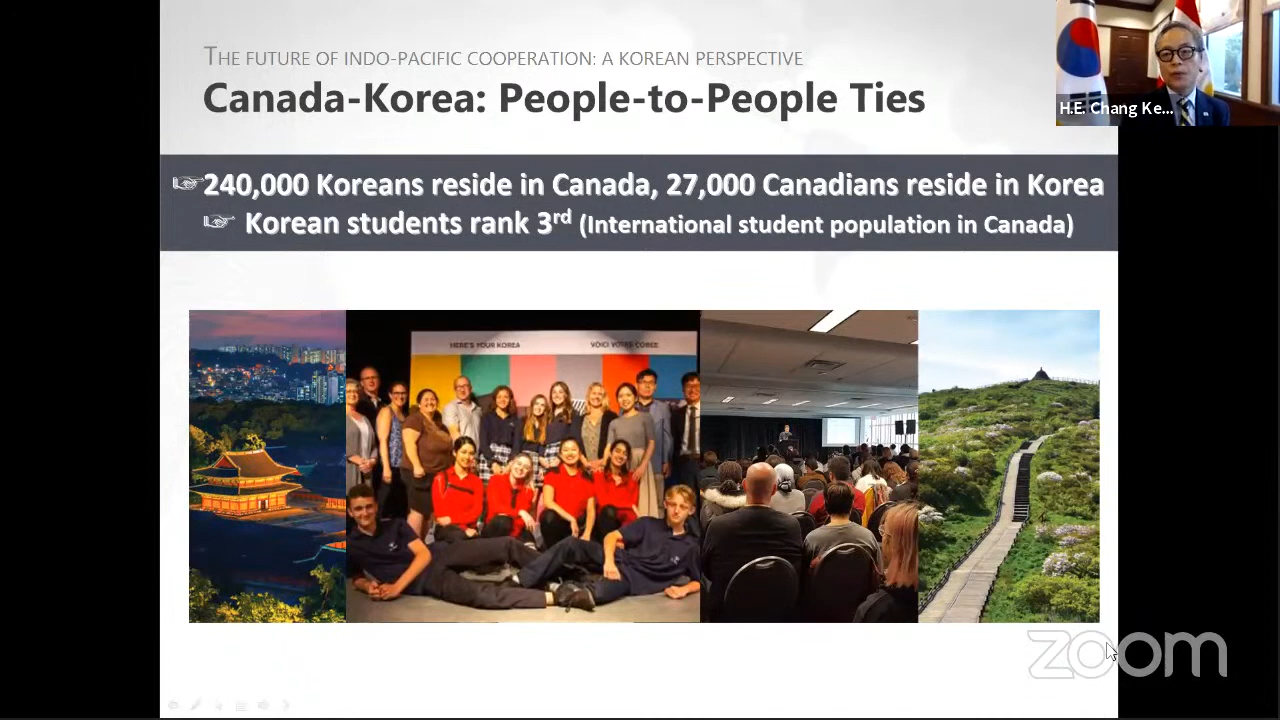 THE FUTURE OF INDO-PACIFIC COOPERATION: A KOREAN PERSPECTIVE
Canada-Korea: People-to-People Ties
H.E. Chang Ke...
☞240,000 Koreans reside in Canada, 27,000 Canadians reside in Korea
☞ Korean students rank 3rd (International student population in Canada)
HERE'S YOUR KOREA
VOICI VOTRE CORÉE
zoom